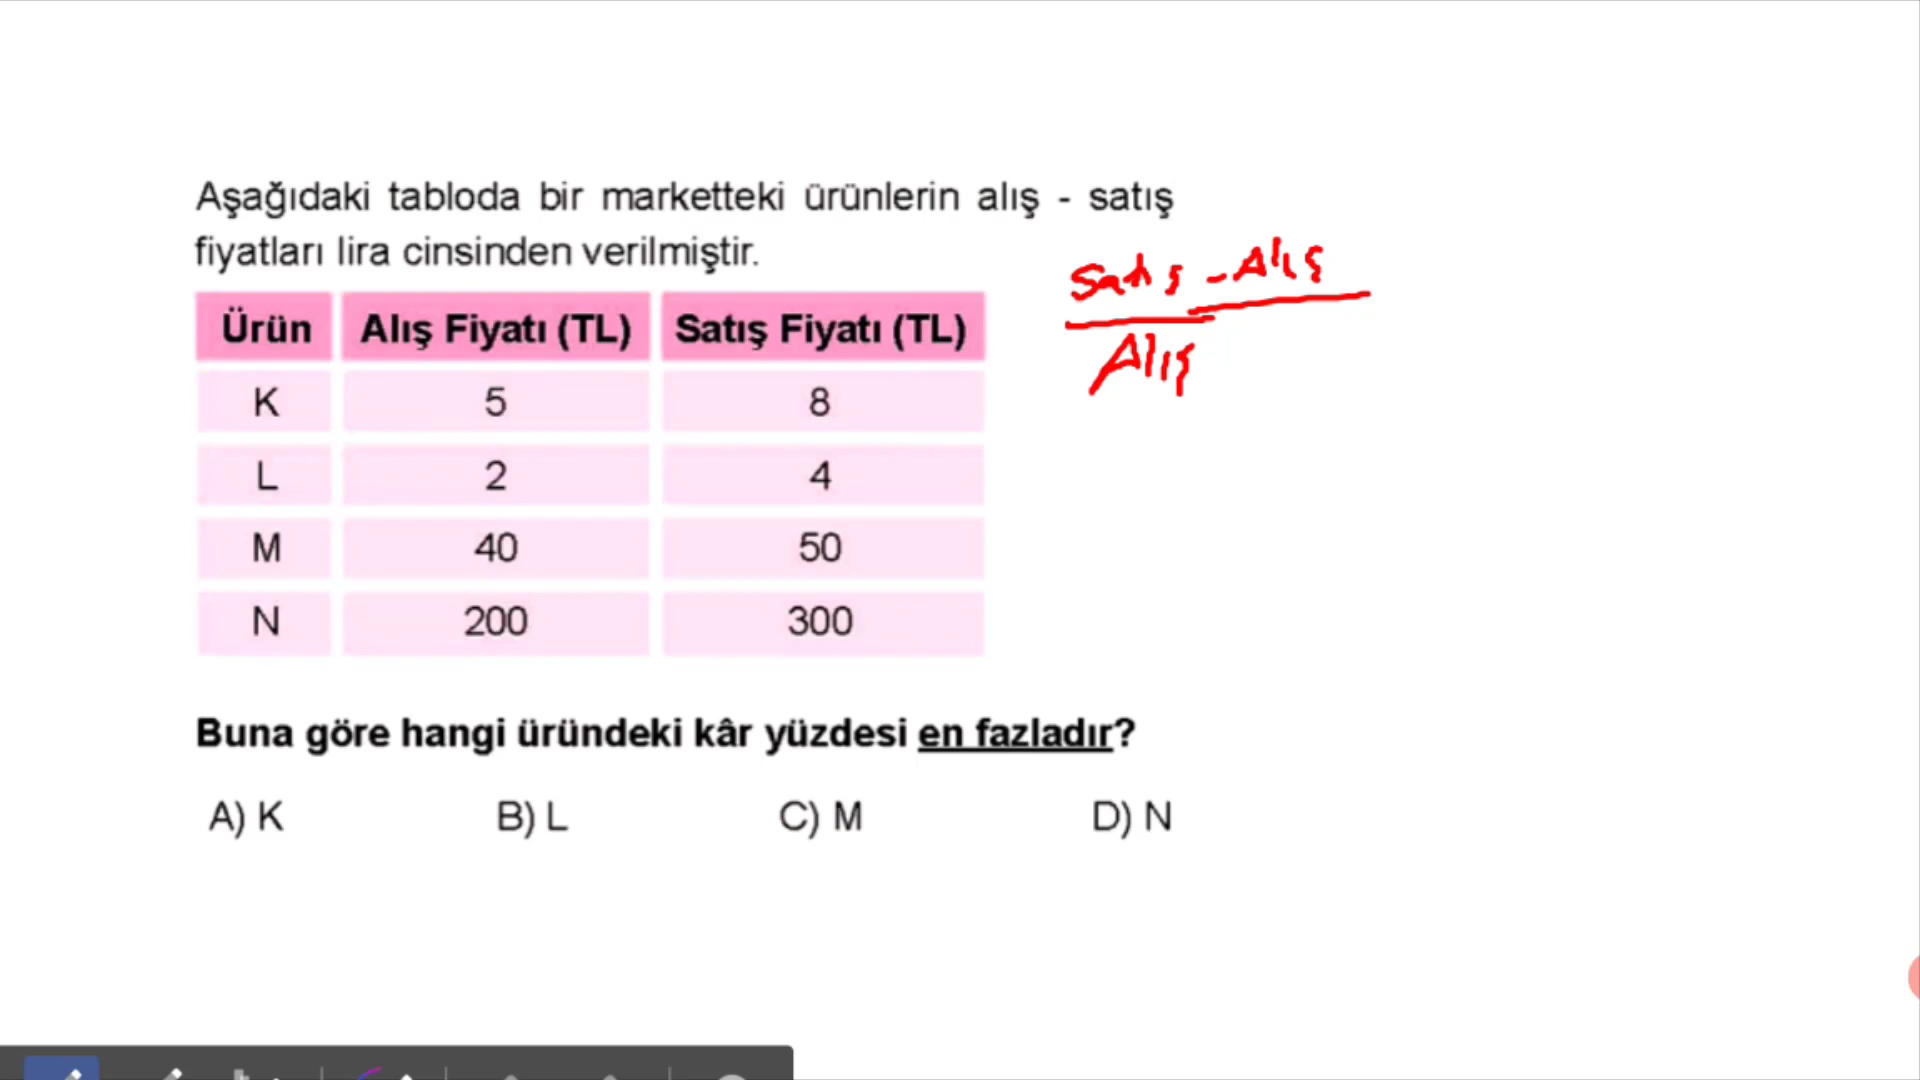 Aşağıdaki tabloda bir marketteki ürünlerin alış - satış
fiyatları lira cinsinden verilmiştir.
Satış - Alış
Alış
Ürün Alış Fiyatı (TL) Satış Fiyatı (TL)
K 5 8
L 2 4
M 40 50
N 200 300
Buna göre hangi üründeki kâr yüzdesi en fazladır?
A) K B) L C) M D) N